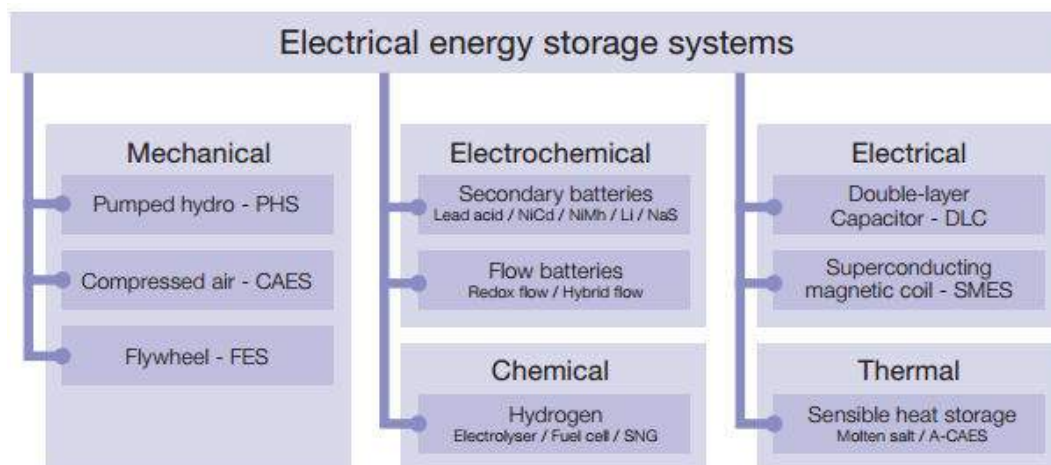 Electrical energy storage systems
Mechanical
Pumped hydro - PHS
Compressed air - CAES
Flywheel - FES
Electrochemical
Secondary batteries
Lead acid / NiCd / NiMh / Li / NaS
Flow batteries
Redox flow / Hybrid flow
Chemical
Hydrogen
Electrolyser / Fuel cell / SNG
Electrical
Double-layer
Capacitor - DLC
Superconducting
magnetic coil - SMES
Thermal
Sensible heat storage
Molten salt / A-CAES